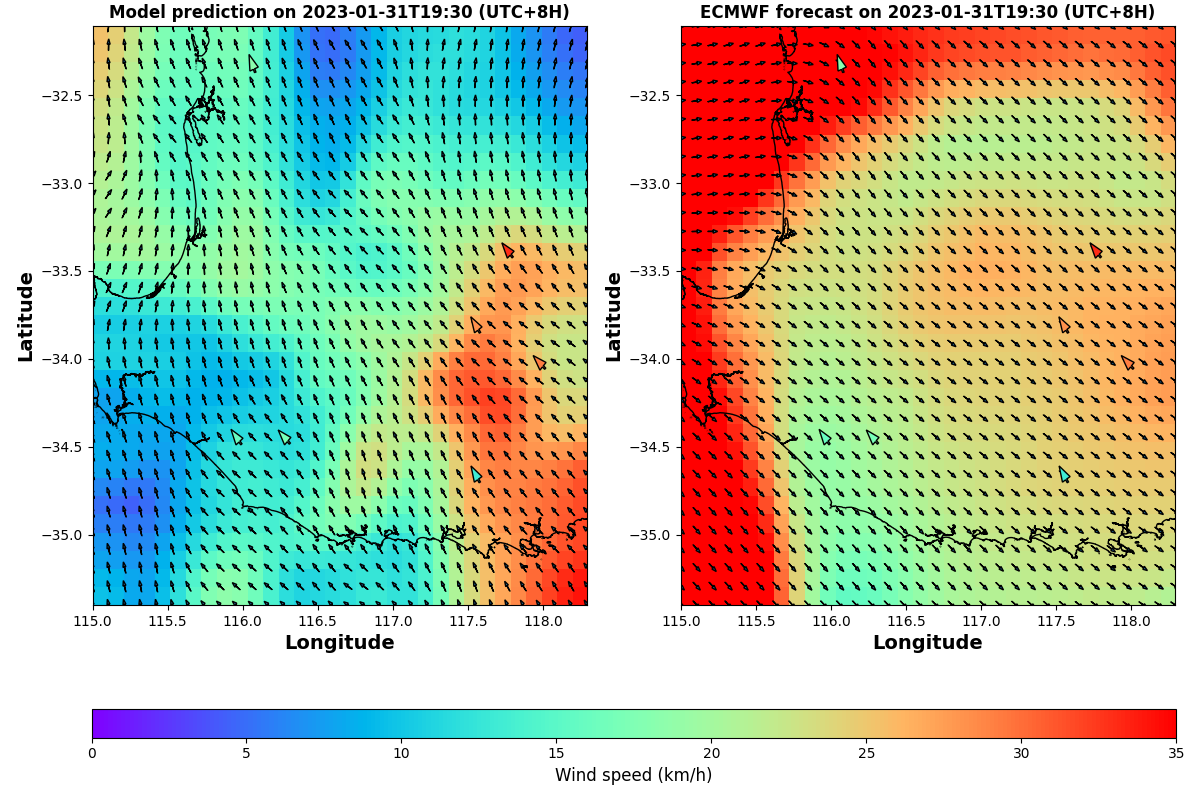 Model prediction on 2023-01-31T19:30 (UTC+8H)
ECMWF forecast on 2023-01-31T19:30 (UTC+8H)
Latitude
−32.5
−33.0
−33.5
−34.0
−34.5
−35.0
115.0 115.5 116.0 116.5 117.0 117.5 118.0
Longitude
Latitude
−32.5
−33.0
−33.5
−34.0
−34.5
−35.0
115.0 115.5 116.0 116.5 117.0 117.5 118.0
Longitude
0 5 10 15 20 25 30 35
Wind speed (km/h)